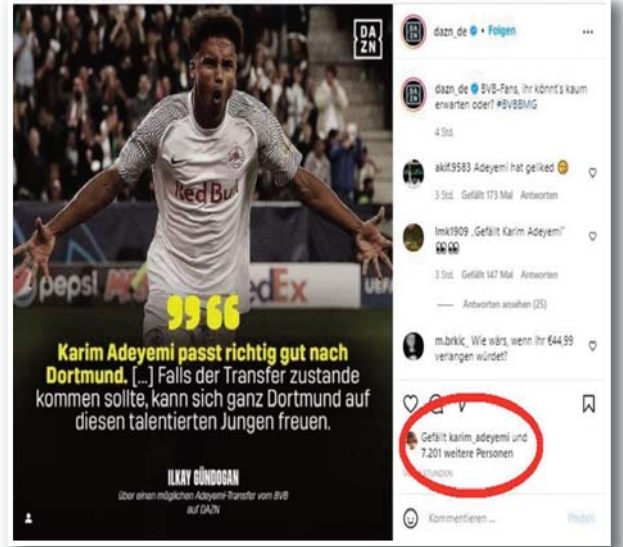 DA
ZN
Red Bu
pepsi
edEx
UEF
Karim Adeyemi passt richtig gut nach
Dortmund. [...] Falls der Transfer zustande
kommen sollte, kann sich ganz Dortmund auf
diesen talentierten Jungen freuen.
ILKAY GÜNDOGAN
über einen möglichen Adeyemi-Transfer vom BVB
auf DAZN
dazn_de • Folgen
dazn_de BVB-Fans, ihr könnt's kaum
erwarten oder? #BVBBMG
4 Std.
akif.9583 Adeyemi hat geliked
3 Std. Gefällt 173 Mal Antworten
lmk1909 „Gefällt Karim Adeyemi"
3 Std. Gefällt 147 Mal Antworten
Antworten ansehen (25)
m.brkic_ Wie wärs, wenn ihr €44,99
verlangen würdet?
Gefällt karim_adeyemi und
7.201 weitere Personen
STUNDEN
Kommentieren ...
Posten